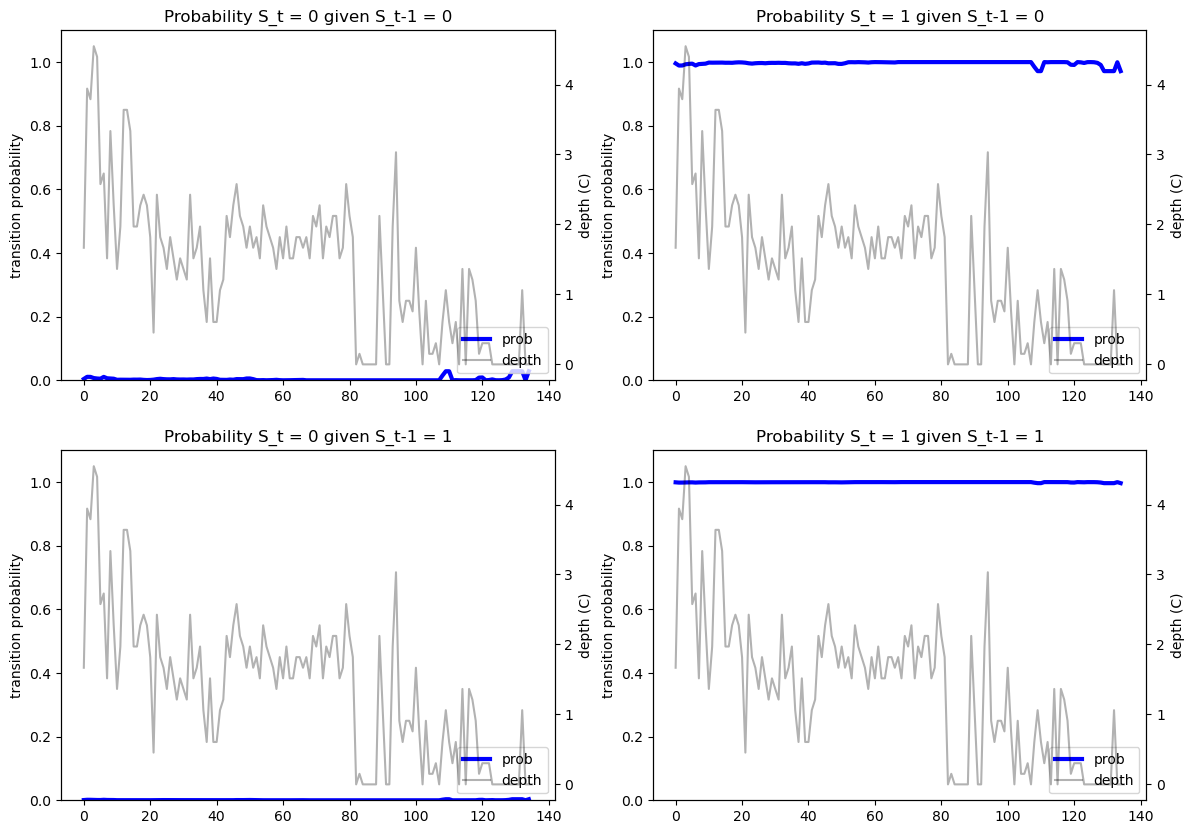 Probability S_t = 0 given S_t-1 = 0
1.0
0.8
0.6
0.4
0.2
0.0
transition probability
4
3
2
1
0
depth (C)
prob
depth
0 20 40 60 80 100 120 140
Probability S_t = 1 given S_t-1 = 0
1.0
0.8
0.6
0.4
0.2
0.0
transition probability
4
3
2
1
0
depth (C)
prob
depth
0 20 40 60 80 100 120 140
Probability S_t = 0 given S_t-1 = 1
1.0
0.8
0.6
0.4
0.2
0.0
transition probability
4
3
2
1
0
depth (C)
prob
depth
0 20 40 60 80 100 120 140
Probability S_t = 1 given S_t-1 = 1
1.0
0.8
0.6
0.4
0.2
0.0
transition probability
4
3
2
1
0
depth (C)
prob
depth
0 20 40 60 80 100 120 140